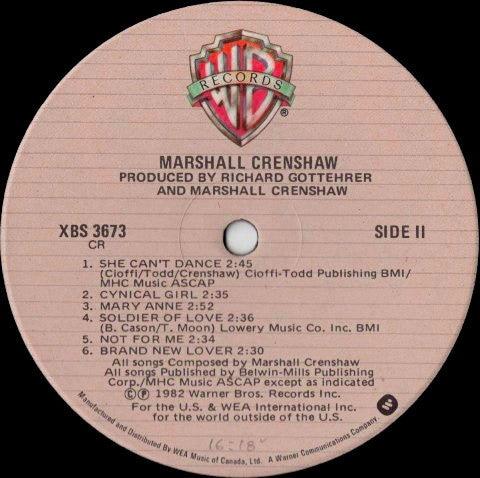 WB
RECORDS
®
MARSHALL CRENSHAW
PRODUCED BY RICHARD GOTTEHRER
AND MARSHALL CRENSHAW
XBS 3673
CR
SIDE II
1. SHE CAN'T DANCE 2:45
(Cioffi/Todd/Crenshaw) Cioffi-Todd Publishing BMI/
MHC Music ASCAP
2. CYNICAL GIRL 2:35
3. MARY ANNE 2:52
4. SOLDIER OF LOVE 2:36
(B. Cason/T. Moon) Lowery Music Co. Inc. BMI
5. NOT FOR ME 2:34
6. BRAND NEW LOVER 2:30
All songs Composed by Marshall Crenshaw
All songs Published by Belwin-Mills Publishing
Corp./MHC Music ASCAP except as indicated
©℗ 1982 Warner Bros. Records Inc.
For the U.S. & WEA International Inc.
for the world outside of the U.S.
Manufactured and Distributed By WEA Music of Canada, Ltd. A Warner Communications Company.